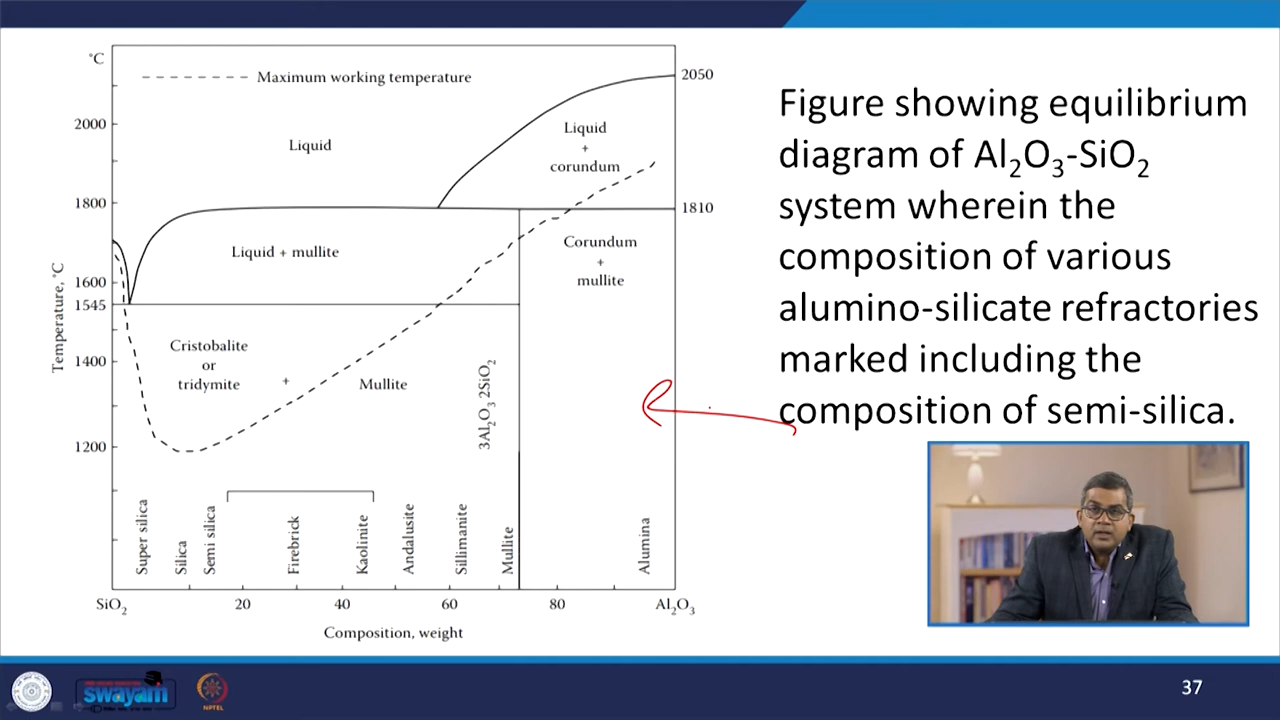 °C
Maximum working temperature
2050
2000
Liquid
Liquid
+
corundum
1800
1810
Liquid + mullite
Corundum
+
mullite
1600
1545
Temperature, °C
Cristobalite
or
tridymite
+
Mullite
1400
3Al₂O₃ 2SiO₂
1200
Super silica
Silica
Semi silica
Firebrick
Kaolinite
Andalusite
Sillimanite
Mullite
Alumina
SiO₂
20
40
60
80
Al₂O₃
Composition, weight
Figure showing equilibrium
diagram of Al₂O₃-SiO₂
system wherein the
composition of various
alumino-silicate refractories
marked including the
composition of semi-silica.
swayam
NPTEL
37